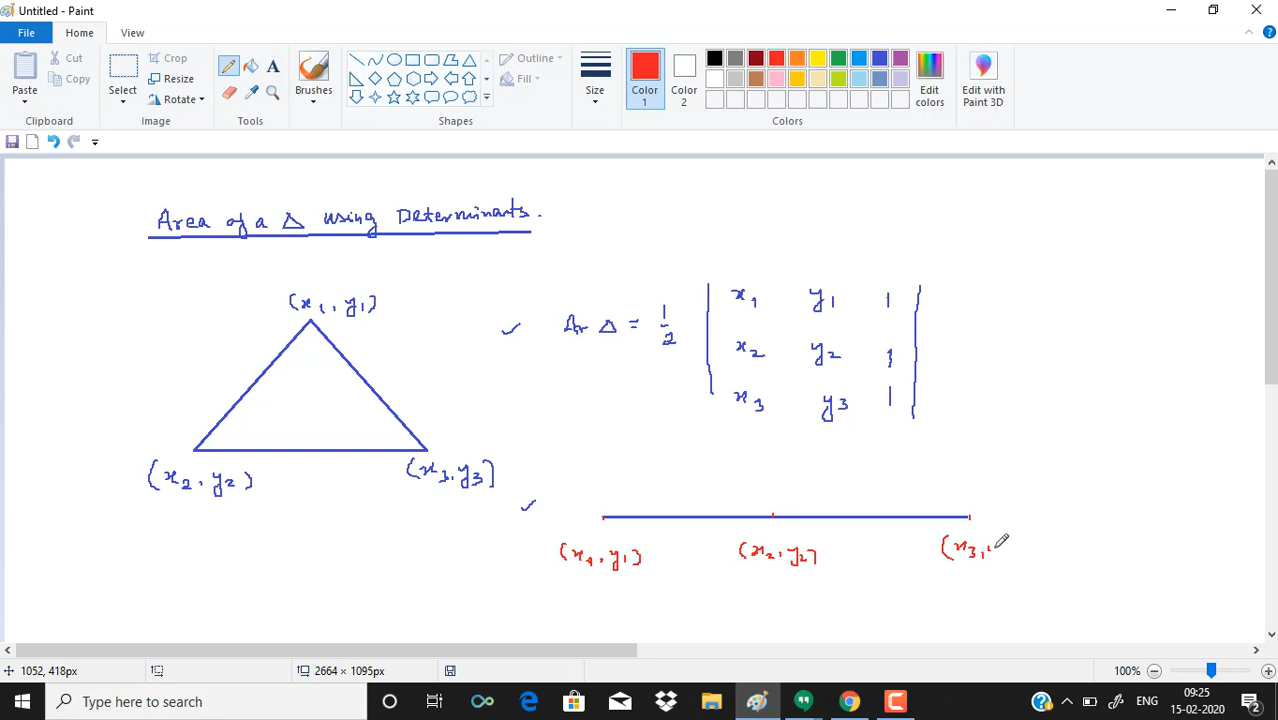 Untitled - Paint
File Home View
Paste Cut Copy
Clipboard
Select Crop Resize Rotate
Image
A
Tools
Brushes
Outline Fill
Shapes
Size
Color 1 Color 2
Edit colors
Colors
Edit with Paint 3D
Area of a Δ using Determinants.
(x1, y1)
(x2, y2)
(x3, y3)
✓ Ar Δ = 1/2 | x1 y1 1
x2 y2 1
x3 y3 1 |
✓
(x1, y1) (x2, y2) (x3,
1052, 418px 2664 × 1095px 100%
Type here to search ENG 09:25 15-02-2020 2